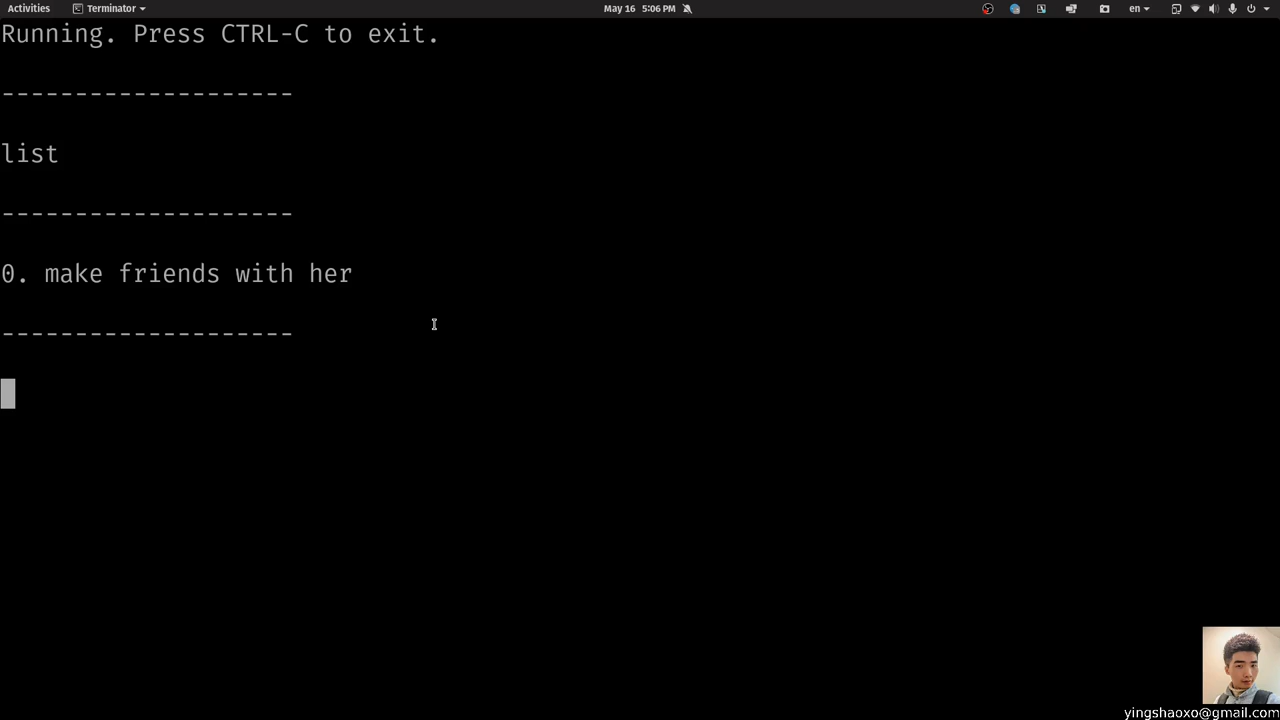 Activities Terminator May 16 5:06 PM en
Running. Press CTRL-C to exit.
--------------------
list
--------------------
0. make friends with her
--------------------
yingshaoxo@gmail.com